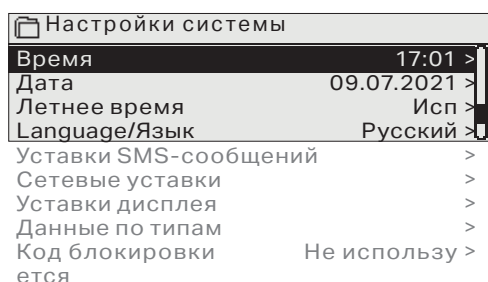 Настройки системы
Время 17:01 >
Дата 09.07.2021 >
Летнее время Исп >
Language/Язык Русский >
Уставки SMS-сообщений >
Сетевые уставки >
Уставки дисплея >
Данные по типам >
Код блокировки Не использу >
ется